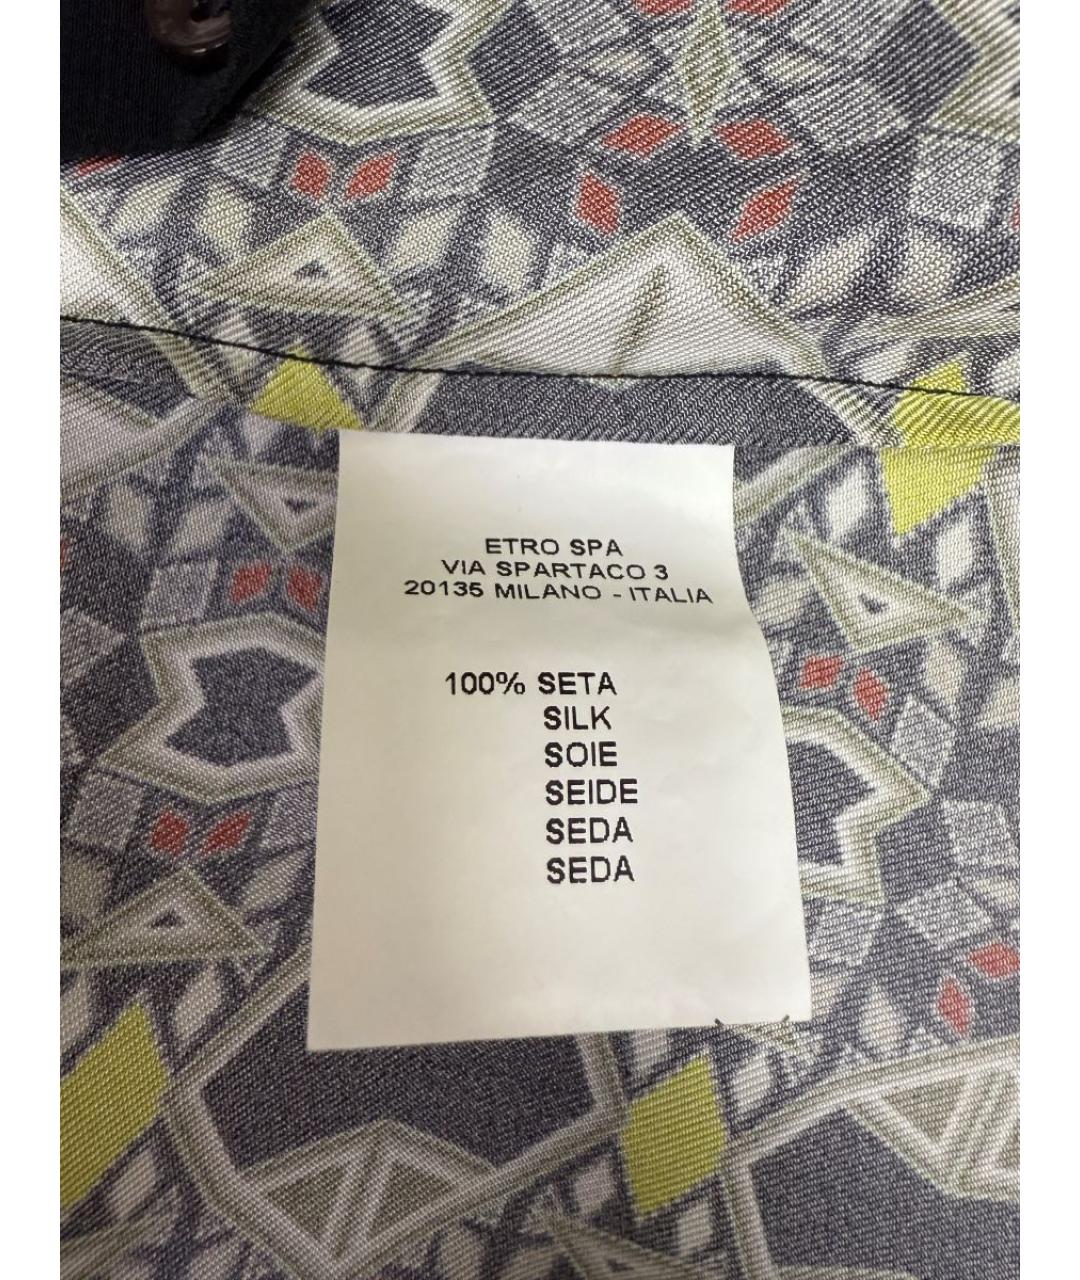 ETRO SPA
VIA SPARTACO 3
20135 MILANO - ITALIA
100% SETA
SILK
SOIE
SEIDE
SEDA
SEDA